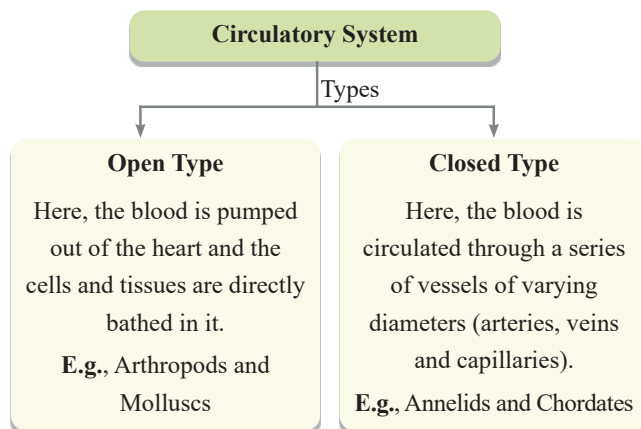 Circulatory System
Types
Open Type
Here, the blood is pumped
out of the heart and the
cells and tissues are directly
bathed in it.
E.g., Arthropods and
Molluscs
Closed Type
Here, the blood is
circulated through a series
of vessels of varying
diameters (arteries, veins
and capillaries).
E.g., Annelids and Chordates